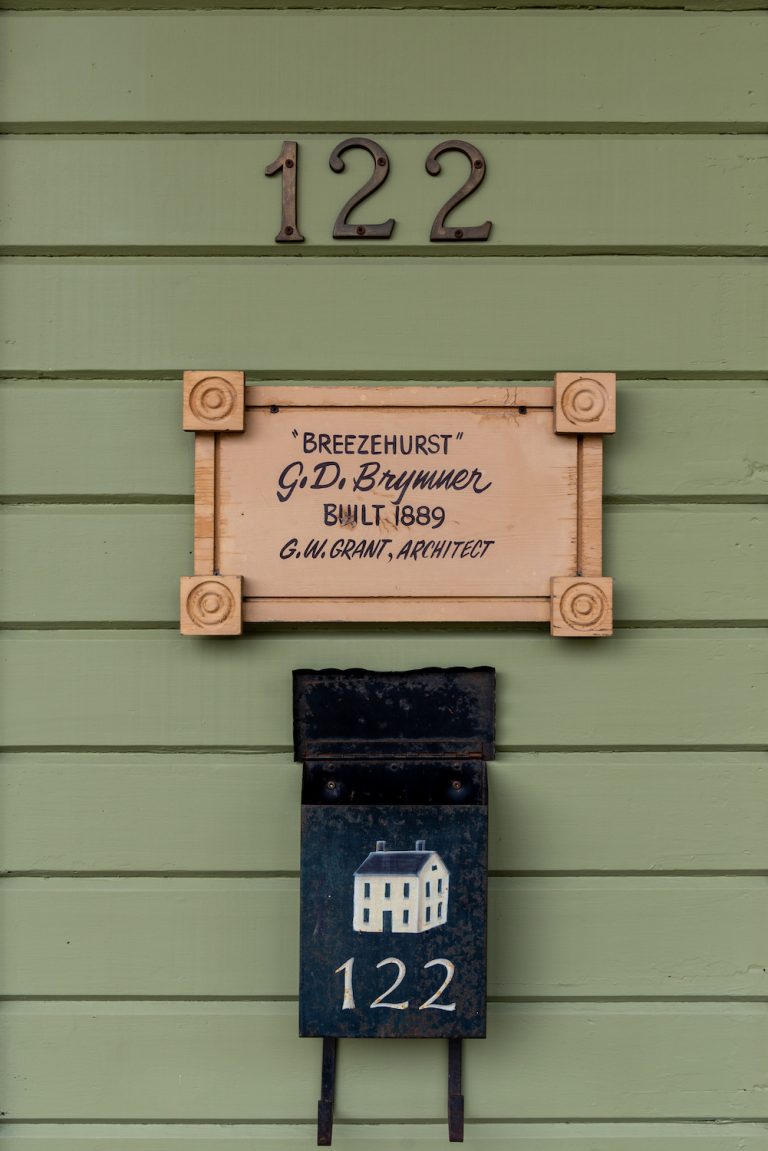 122
"BREEZEHURST"
G.D. Brymner
BUILT 1889
G.W. GRANT, ARCHITECT
122